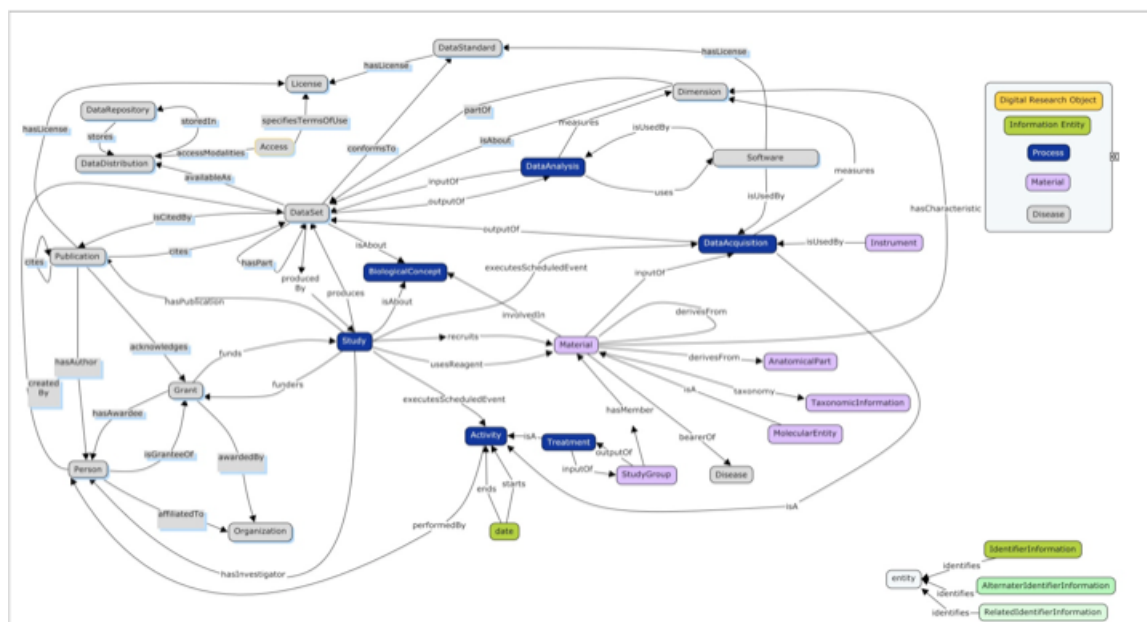 DataStandard
hasLicense
hasLicense
License
Dimension
partOf
DataRepository
storedIn
hasLicense
specifiesTermsOfUse
stores
measures
isUsedBy
isAbout
Access
accessModalities
conformsTo
DataDistribution
Software
DataAnalysis
availableAs
inputOf
uses
measures
isUsedBy
outputOf
hasCharacteristic
DataSet
isCitedBy
outputOf
isAbout
DataAcquisition
isUsedBy
Instrument
cites
Publication
cites
hasPart
executesScheduledEvent
BiologicalConcept
inputOf
produced
By
produces
isAbout
hasPublication
involvedIn
derivesFrom
Study
recruits
Material
acknowledges
funds
usesReagent
derivesFrom
AnatomicalPart
hasAuthor
created
By
Grant
funders
isA
taxonomy
TaxonomicInformation
executesScheduledEvent
hasMember
hasAwardee
MolecularEntity
Activity
isA
Treatment
bearerOf
isGranteeOf
awardedBy
outputOf
Person
inputOf
StudyGroup
Disease
ends
starts
isA
affiliatedTo
performedBy
Organization
date
hasInvestigator
Digital Research Object
Information Entity
Process
Material
Disease
IdentifierInformation
identifies
entity
AlternaterIdentifierInformation
identifies
identifies
RelatedIdentifierInformation